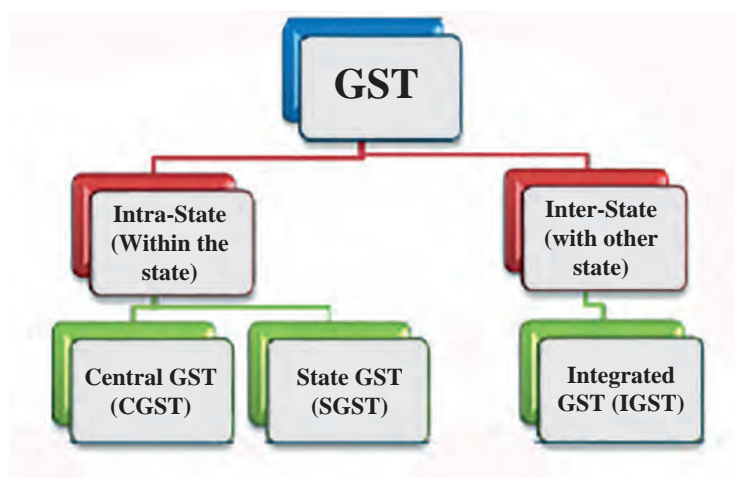 GST
Intra-State
(Within the
state)
Inter-State
(with other
state)
Central GST
(CGST)
State GST
(SGST)
Integrated
GST (IGST)